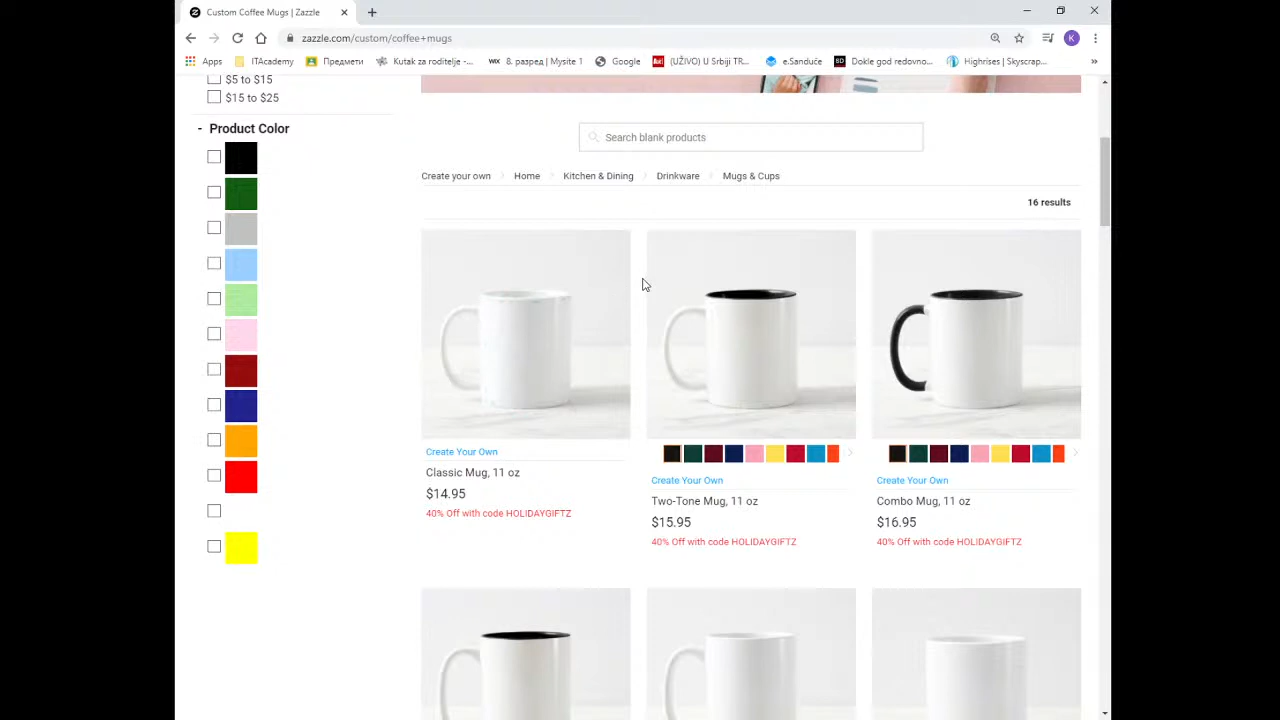 Custom Coffee Mugs | Zazzle
zazzle.com/custom/coffee+mugs
K
Apps
ITAcademy
Предмети
Kutak za roditelje -...
WIX
8. разред | Mysite 1
Google
(UŽIVO) U Srbiji TR...
e.Sanduče
Dokle god redovno...
Highrises | Skyscrap...
$5 to $15
$15 to $25
- Product Color
Search blank products
Create your own Home Kitchen & Dining Drinkware Mugs & Cups
16 results
Create Your Own
Classic Mug, 11 oz
$14.95
40% Off with code HOLIDAYGIFTZ
Create Your Own
Two-Tone Mug, 11 oz
$15.95
40% Off with code HOLIDAYGIFTZ
Create Your Own
Combo Mug, 11 oz
$16.95
40% Off with code HOLIDAYGIFTZ